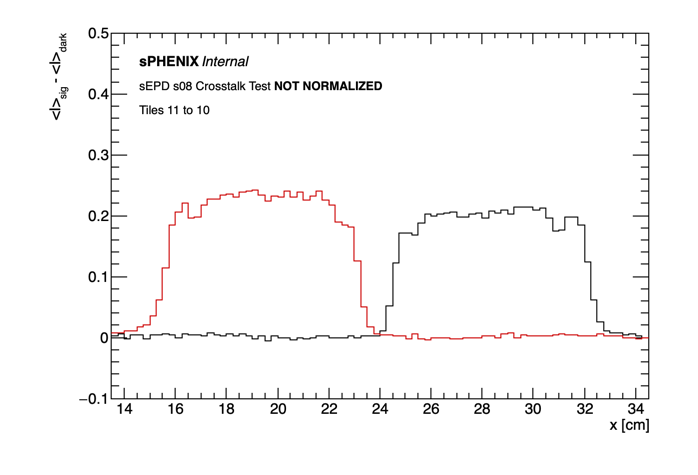 0.5
0.4
0.3
0.2
0.1
0
−0.1
<|I|>sig - <|I|>dark
sPHENIX Internal
sEPD s08 Crosstalk Test NOT NORMALIZED
Tiles 11 to 10
14 16 18 20 22 24 26 28 30 32 34
x [cm]